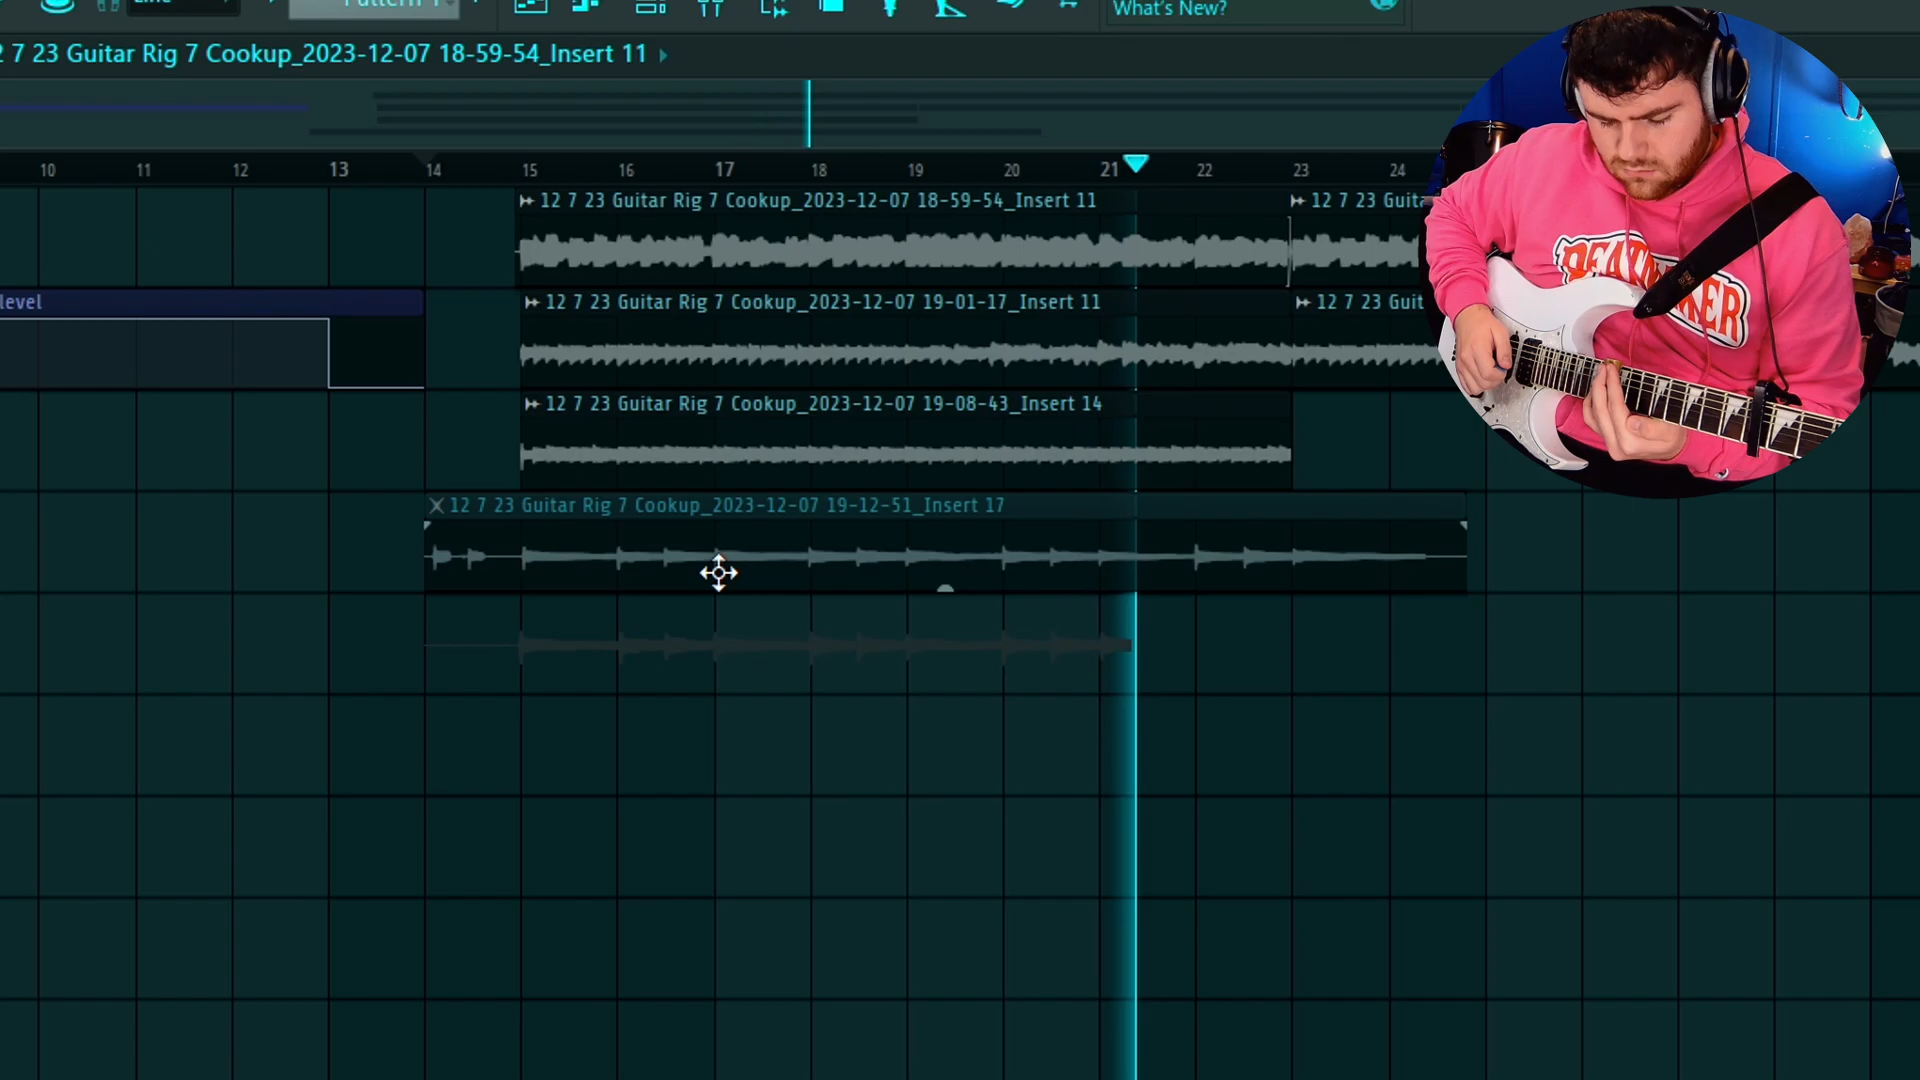 What's New?
2 7 23 Guitar Rig 7 Cookup_2023-12-07 18-59-54_Insert 11
10 11 12 13 14 15 16 17 18 19 20 21 22 23 24
12 7 23 Guitar Rig 7 Cookup_2023-12-07 18-59-54_Insert 11 12 7 23 Guita
level 12 7 23 Guitar Rig 7 Cookup_2023-12-07 19-01-17_Insert 11 12 7 23 Guit
12 7 23 Guitar Rig 7 Cookup_2023-12-07 19-08-43_Insert 14
12 7 23 Guitar Rig 7 Cookup_2023-12-07 19-12-51_Insert 17